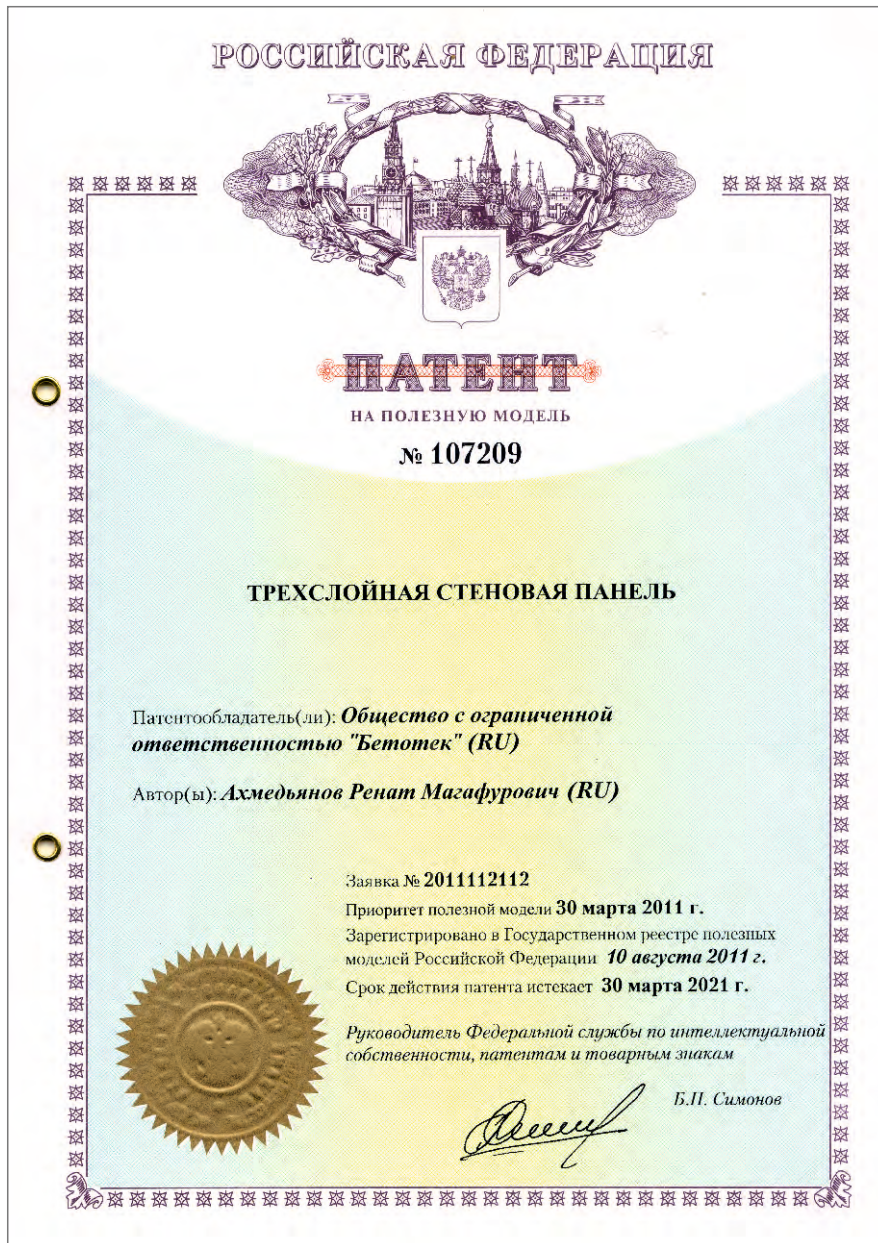 РОССИЙСКАЯ ФЕДЕРАЦИЯ
ПАТЕНТ
НА ПОЛЕЗНУЮ МОДЕЛЬ
№ 107209
ТРЕХСЛОЙНАЯ СТЕНОВАЯ ПАНЕЛЬ
Патентообладатель(ли): Общество с ограниченной
ответственностью "Бетотек" (RU)
Автор(ы): Ахмедьянов Ренат Магафурович (RU)
Заявка № 2011112112
Приоритет полезной модели 30 марта 2011 г.
Зарегистрировано в Государственном реестре полезных
моделей Российской Федерации 10 августа 2011 г.
Срок действия патента истекает 30 марта 2021 г.
Руководитель Федеральной службы по интеллектуальной
собственности, патентам и товарным знакам
Б.П. Симонов